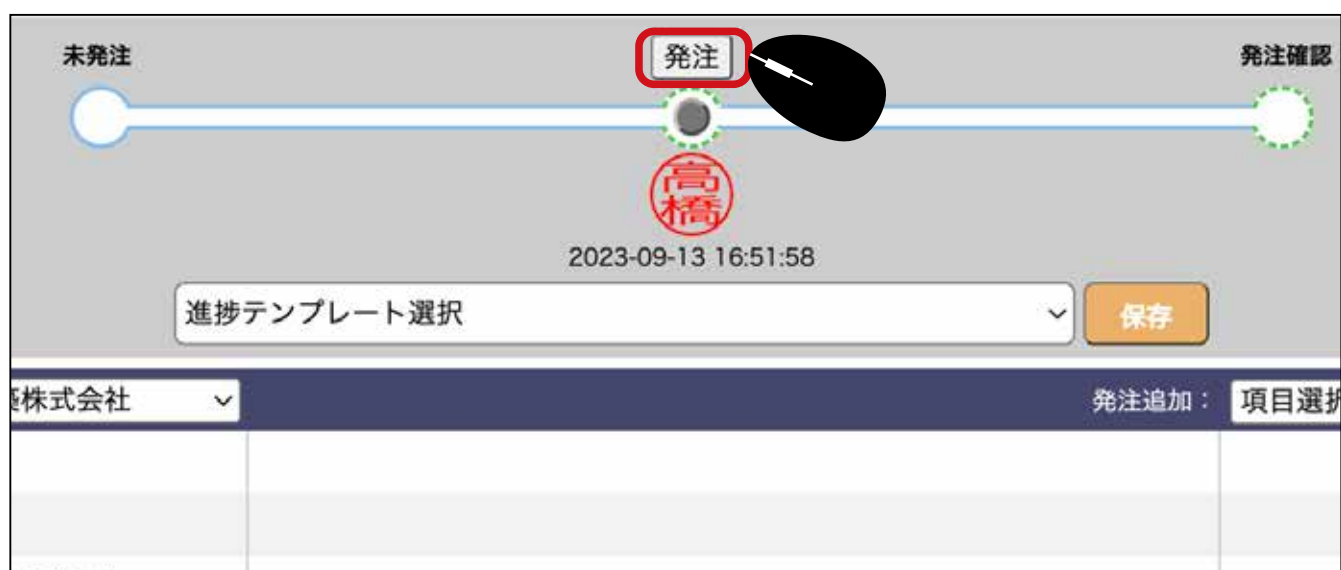 未発注
発注
発注確認
高橋
2023-09-13 16:51:58
進捗テンプレート選択
保存
株式会社
発注追加：
項目選択